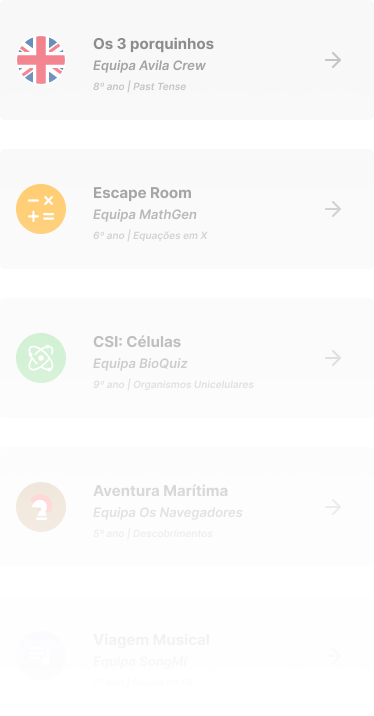 Os 3 porquinhos
Equipa Avila Crew
8º ano | Past Tense
Escape Room
Equipa MathGen
6º ano | Equações em X
CSI: Células
Equipa BioQuiz
9º ano | Organismos Unicelulares
Aventura Marítima
Equipa Os Navegadores
5º ano | Descobrimentos
Viagem Musical
Equipa SongMi